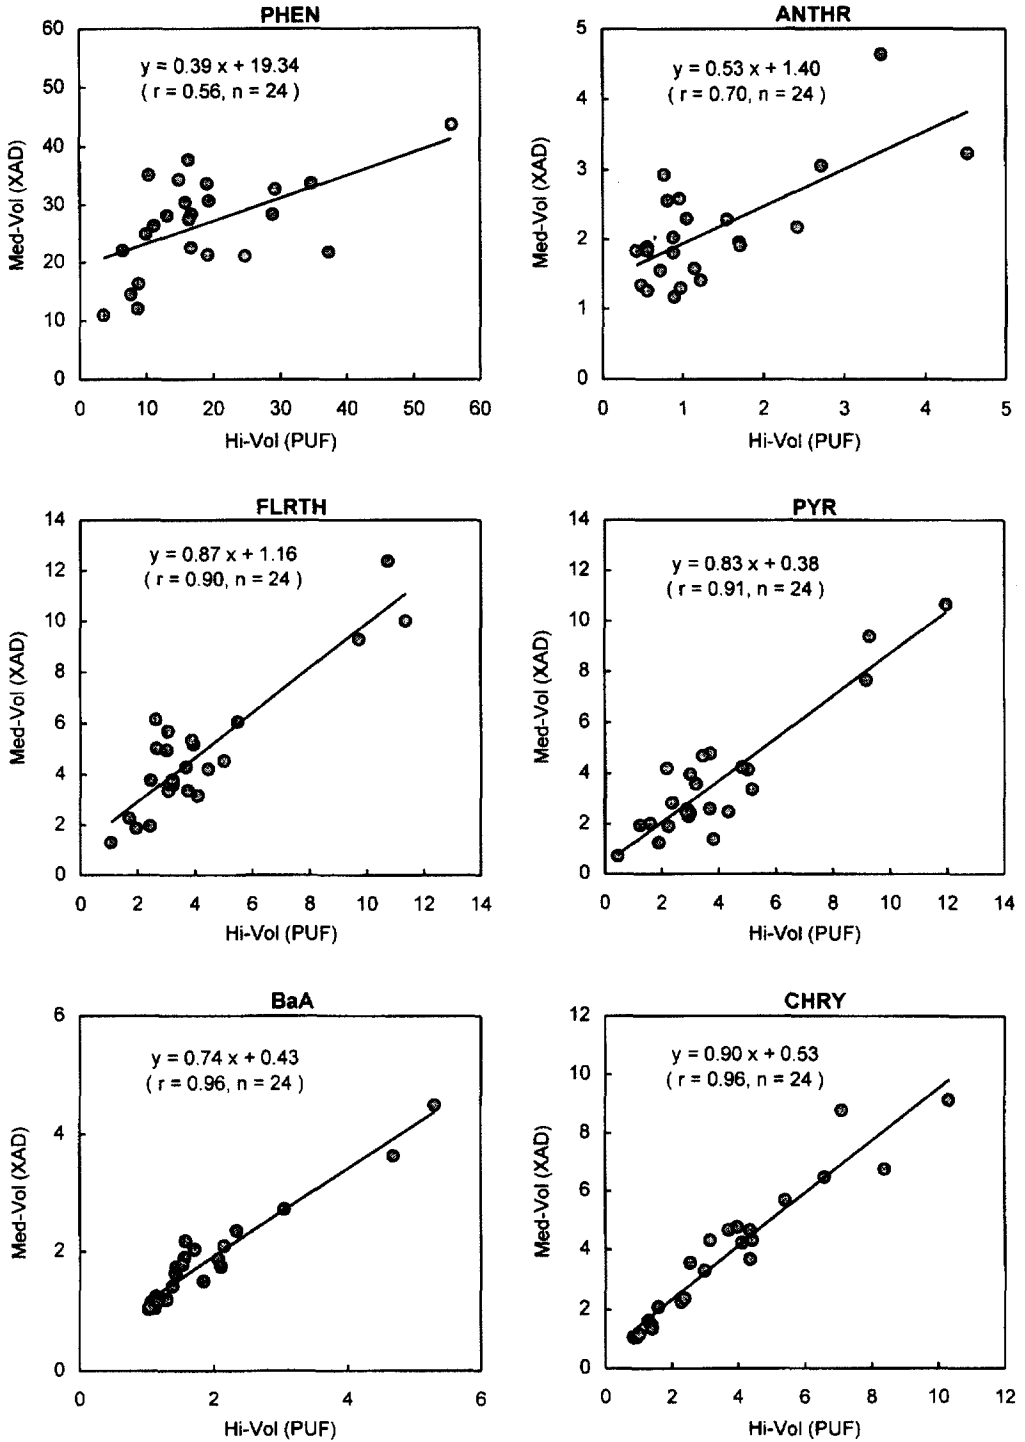 PHEN
60
50
40
30
20
10
0
Med-Vol (XAD)
y = 0.39 x + 19.34
( r = 0.56, n = 24 )
0 10 20 30 40 50 60
Hi-Vol (PUF)
ANTHR
5
4
3
2
1
0
Med-Vol (XAD)
y = 0.53 x + 1.40
( r = 0.70, n = 24 )
0 1 2 3 4 5
Hi-Vol (PUF)
FLRTH
14
12
10
8
6
4
2
0
Med-Vol (XAD)
y = 0.87 x + 1.16
( r = 0.90, n = 24 )
0 2 4 6 8 10 12 14
Hi-Vol (PUF)
PYR
14
12
10
8
6
4
2
0
Med-Vol (XAD)
y = 0.83 x + 0.38
( r = 0.91, n = 24 )
0 2 4 6 8 10 12 14
Hi-Vol (PUF)
BaA
6
4
2
0
Med-Vol (XAD)
y = 0.74 x + 0.43
( r = 0.96, n = 24 )
0 2 4 6
Hi-Vol (PUF)
CHRY
12
10
8
6
4
2
0
Med-Vol (XAD)
y = 0.90 x + 0.53
( r = 0.96, n = 24 )
0 2 4 6 8 10 12
Hi-Vol (PUF)